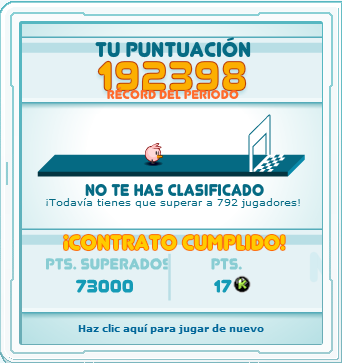 TU PUNTUACIÓN
192398
RÉCORD DEL PERIODO
NO TE HAS CLASIFICADO
¡Todavía tienes que superar a 792 jugadores!
¡CONTRATO CUMPLIDO!
PTS. SUPERADOS PTS.
73000 17 K
Haz clic aquí para jugar de nuevo